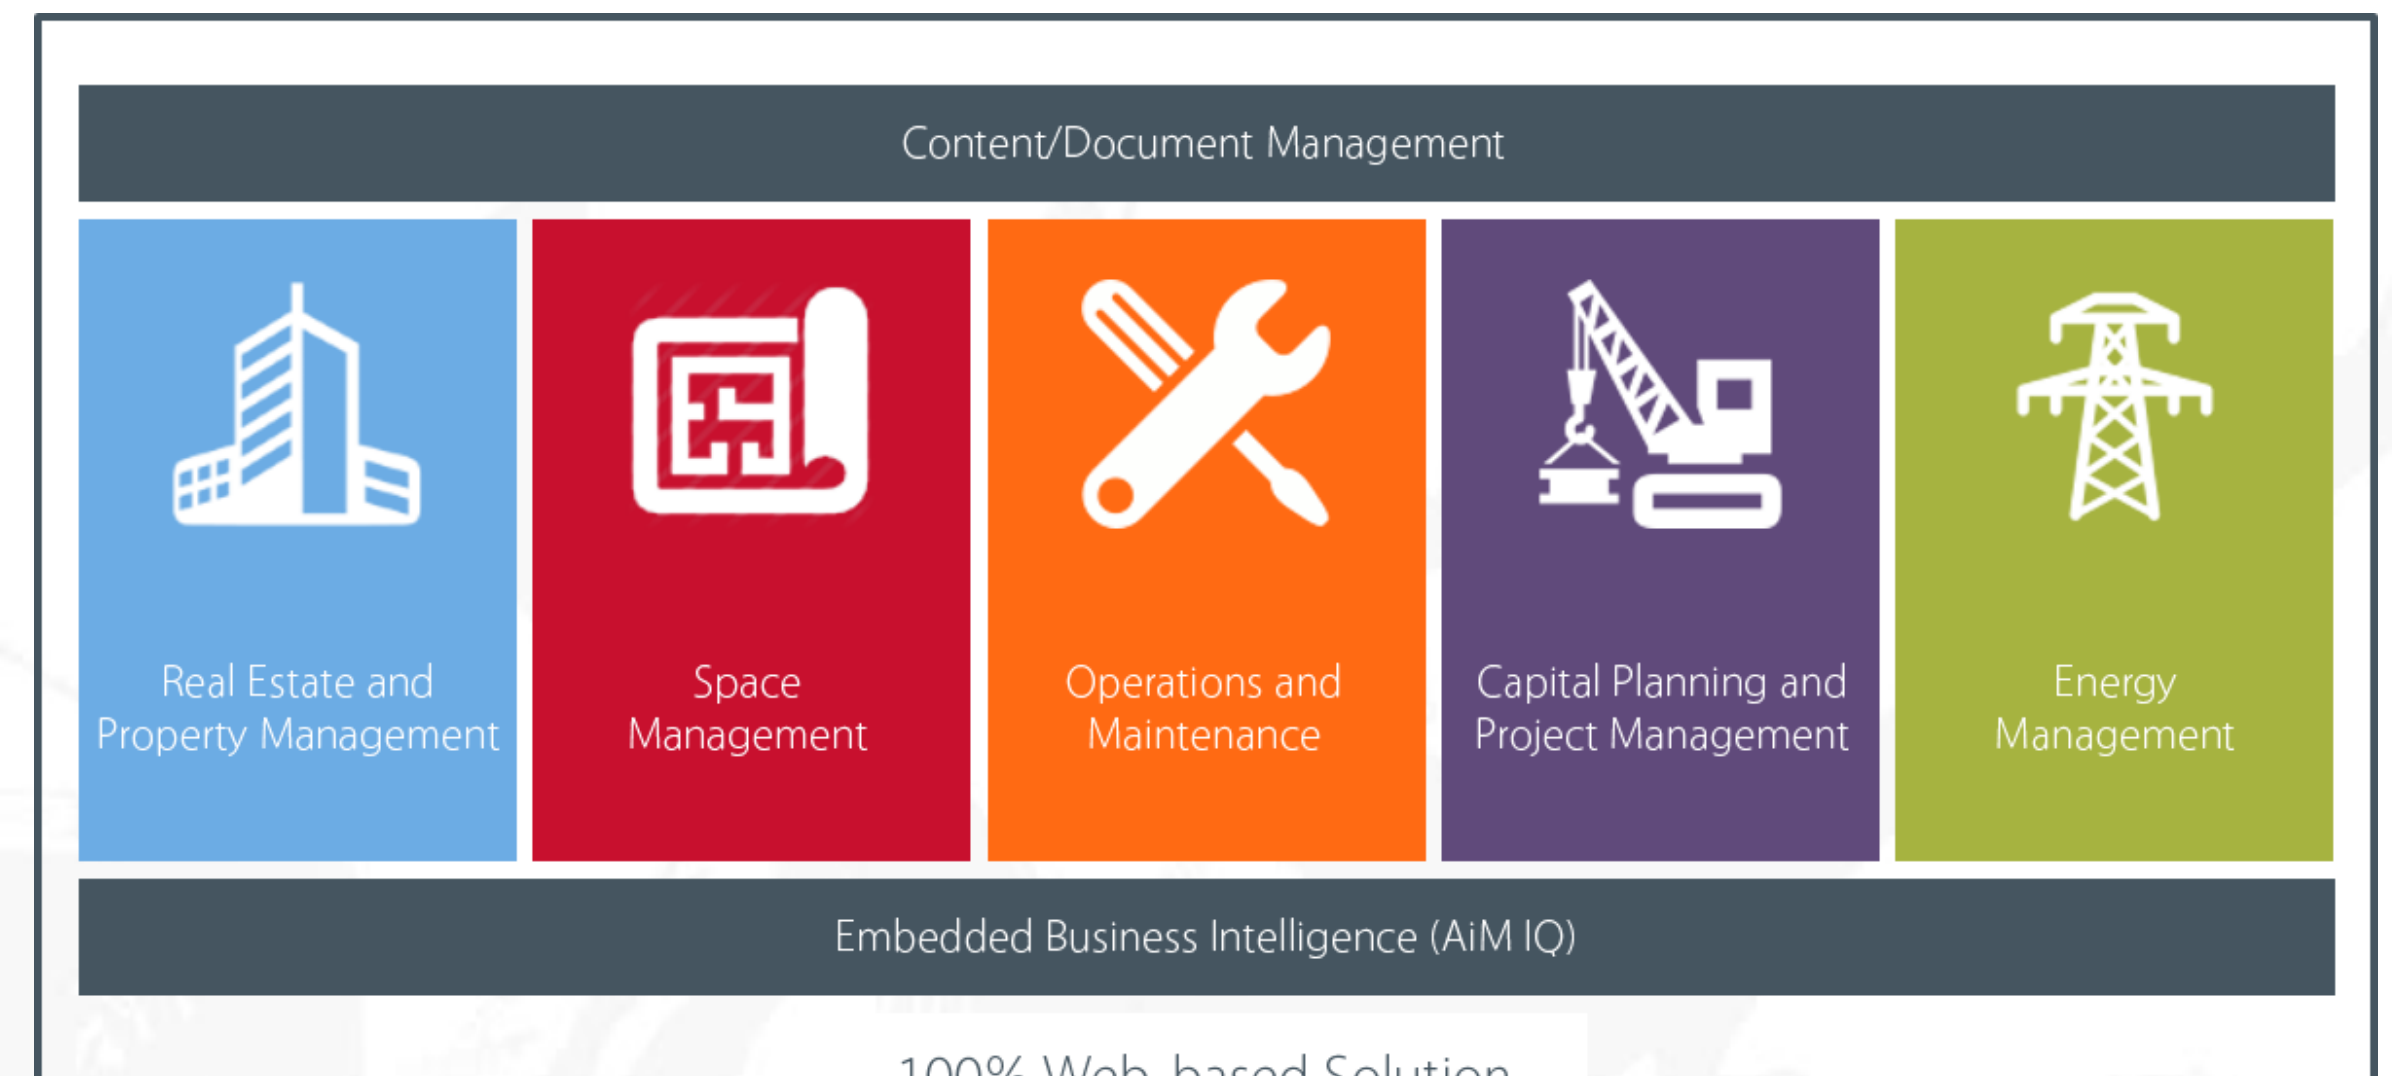 Content/Document Management
Real Estate and
Property Management
Space
Management
Operations and
Maintenance
Capital Planning and
Project Management
Energy
Management
Embedded Business Intelligence (AiM IQ)
100% Web-based Solution